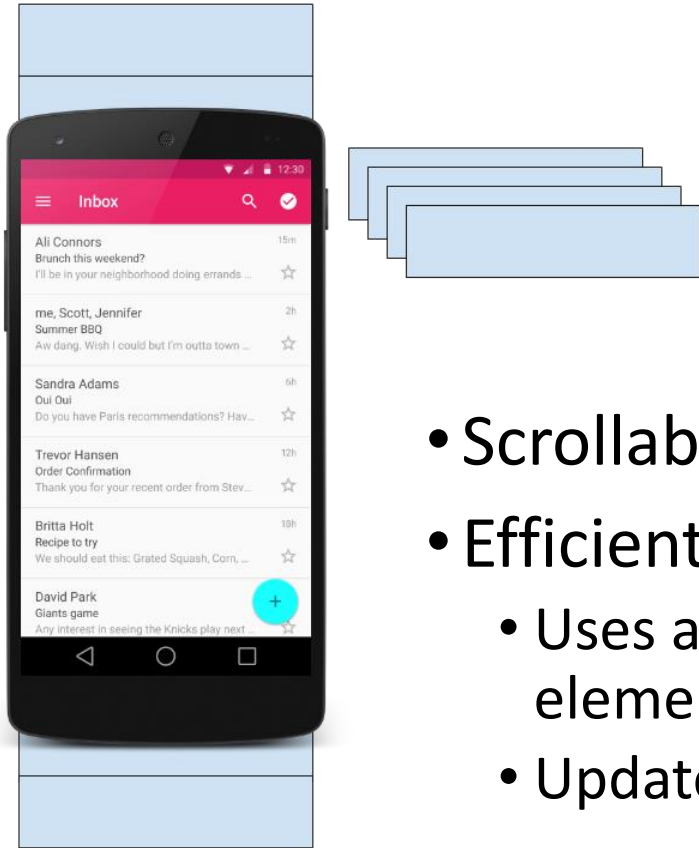 12:30
Inbox
Ali Connors 15m
Brunch this weekend?
I'll be in your neighborhood doing errands ...
me, Scott, Jennifer 2h
Summer BBQ
Aw dang. Wish I could but I'm outta town ...
Sandra Adams 6h
Oui Oui
Do you have Paris recommendations? Hav...
Trevor Hansen 12h
Order Confirmation
Thank you for your recent order from Stev...
Britta Holt 18h
Recipe to try
We should eat this: Grated Squash, Corn, ...
David Park
Giants game
Any interest in seeing the Knicks play next ...
+
• Scrollab
• Efficient
• Uses a
eleme
• Update